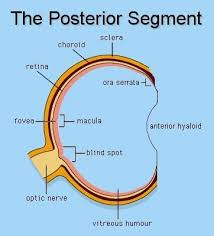 The Posterior Segment
sclera
choroid
retina
ora serrata
fovea
macula
anterior hyaloid
blind spot
optic nerve
vitreous humour